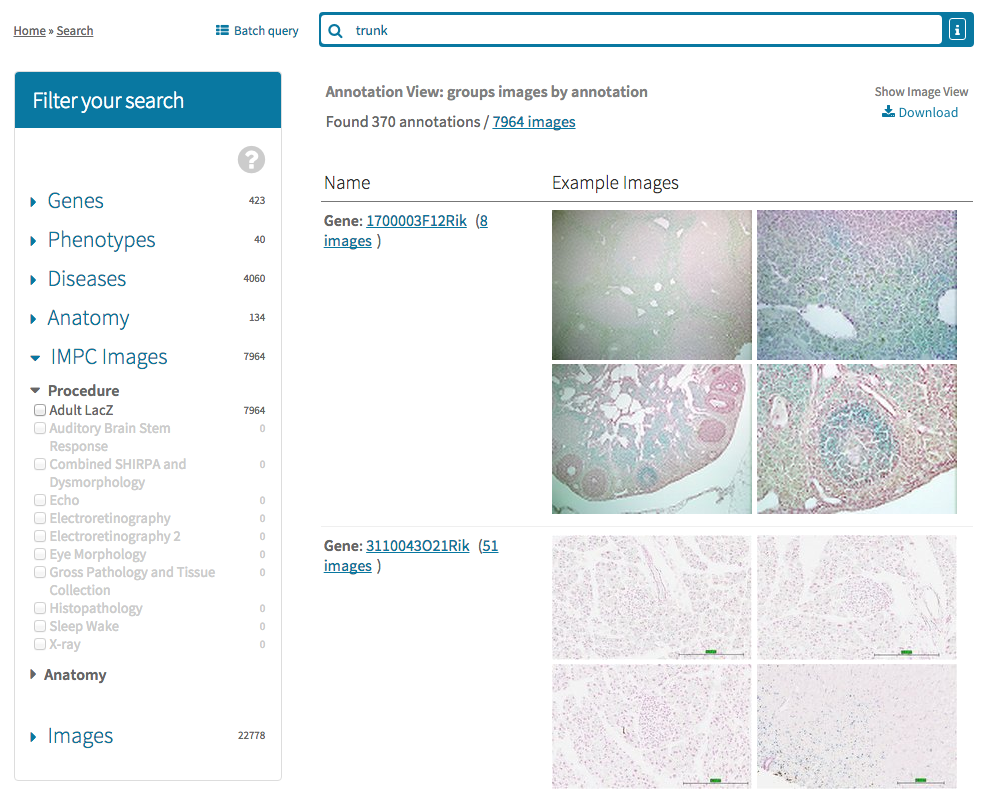 Home » Search
Batch query
trunk
i
Filter your search
?
Genes 423
Phenotypes 40
Diseases 4060
Anatomy 134
IMPC Images 7964
Procedure
Adult LacZ 7964
Auditory Brain Stem 0
Response
Combined SHIRPA and 0
Dysmorphology
Echo 0
Electroretinography 0
Electroretinography 2 0
Eye Morphology 0
Gross Pathology and Tissue 0
Collection
Histopathology 0
Sleep Wake 0
X-ray 0
Anatomy
Images 22778
Annotation View: groups images by annotation
Show Image View
Found 370 annotations / 7964 images
Download
Name Example Images
Gene: 1700003F12Rik (8
images )
Gene: 3110043O21Rik (51
images )